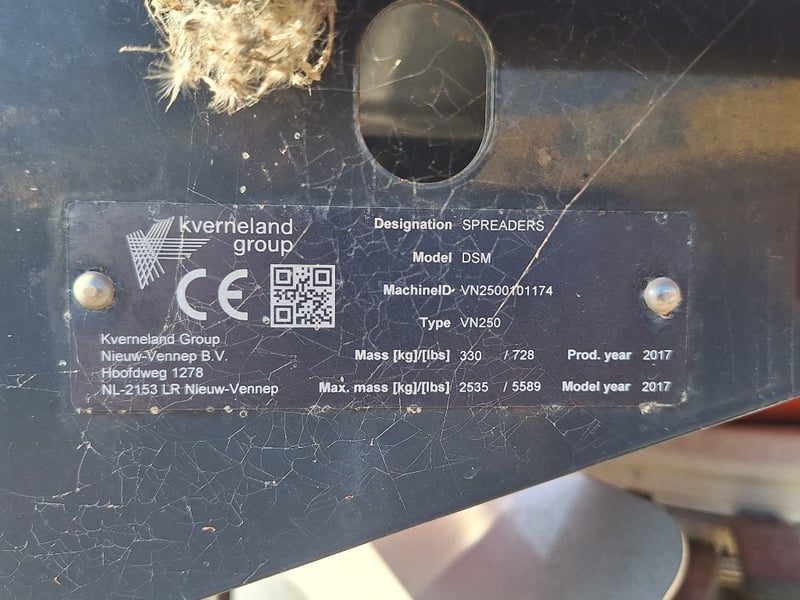 kverneland
group
CE
Kverneland Group
Nieuw-Vennep B.V.
Hoofdweg 1278
NL-2153 LR Nieuw-Vennep
Designation SPREADERS
Model DSM
MachineID VN2500101174
Type VN250
Mass [kg]/[lbs] 330 / 728 Prod. year 2017
Max. mass [kg]/[lbs] 2535 / 5589 Model year 2017